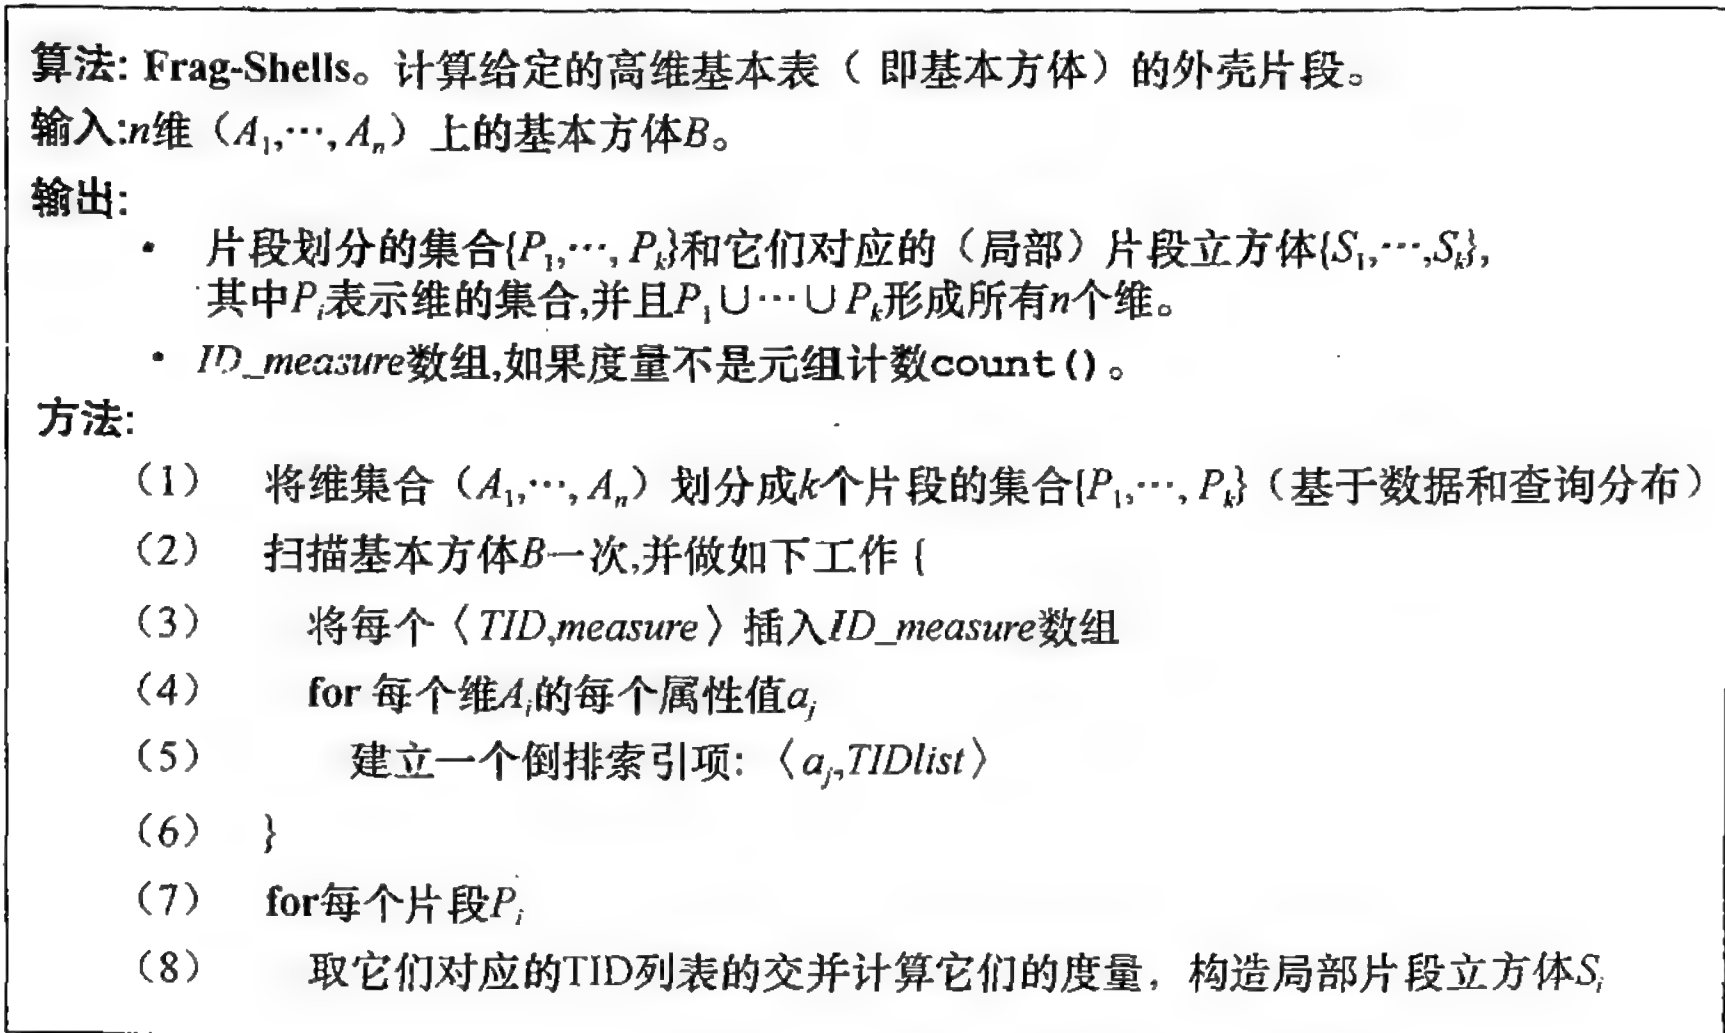 算法: Frag-Shells。计算给定的高维基本表（即基本方体）的外壳片段。
输入:n维（A₁,⋯,Aₙ）上的基本方体B。
输出:
• 片段划分的集合{P₁,⋯,Pₖ}和它们对应的（局部）片段立方体{S₁,⋯,Sₖ},
其中Pᵢ表示维的集合,并且P₁∪⋯∪Pₖ形成所有n个维。
• ID_measure数组,如果度量不是元组计数count()。
方法:
（1） 将维集合（A₁,⋯,Aₙ）划分成k个片段的集合{P₁,⋯,Pₖ}（基于数据和查询分布）
（2） 扫描基本方体B一次,并做如下工作 {
（3） 将每个〈TID,measure〉插入ID_measure数组
（4） for 每个维Aᵢ的每个属性值aⱼ
（5） 建立一个倒排索引项:〈aⱼ,TIDlist〉
（6） }
（7） for每个片段Pᵢ
（8） 取它们对应的TID列表的交并计算它们的度量，构造局部片段立方体Sᵢ